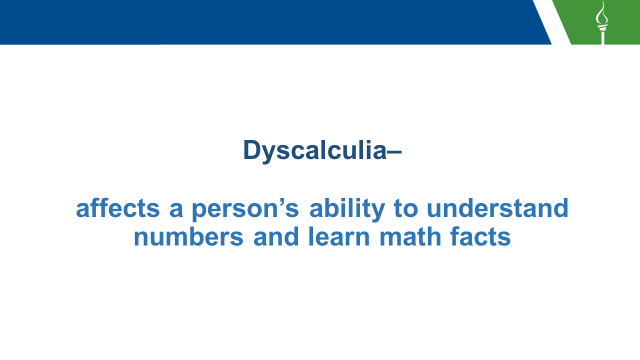 Dyscalculia–
affects a person’s ability to understand
numbers and learn math facts